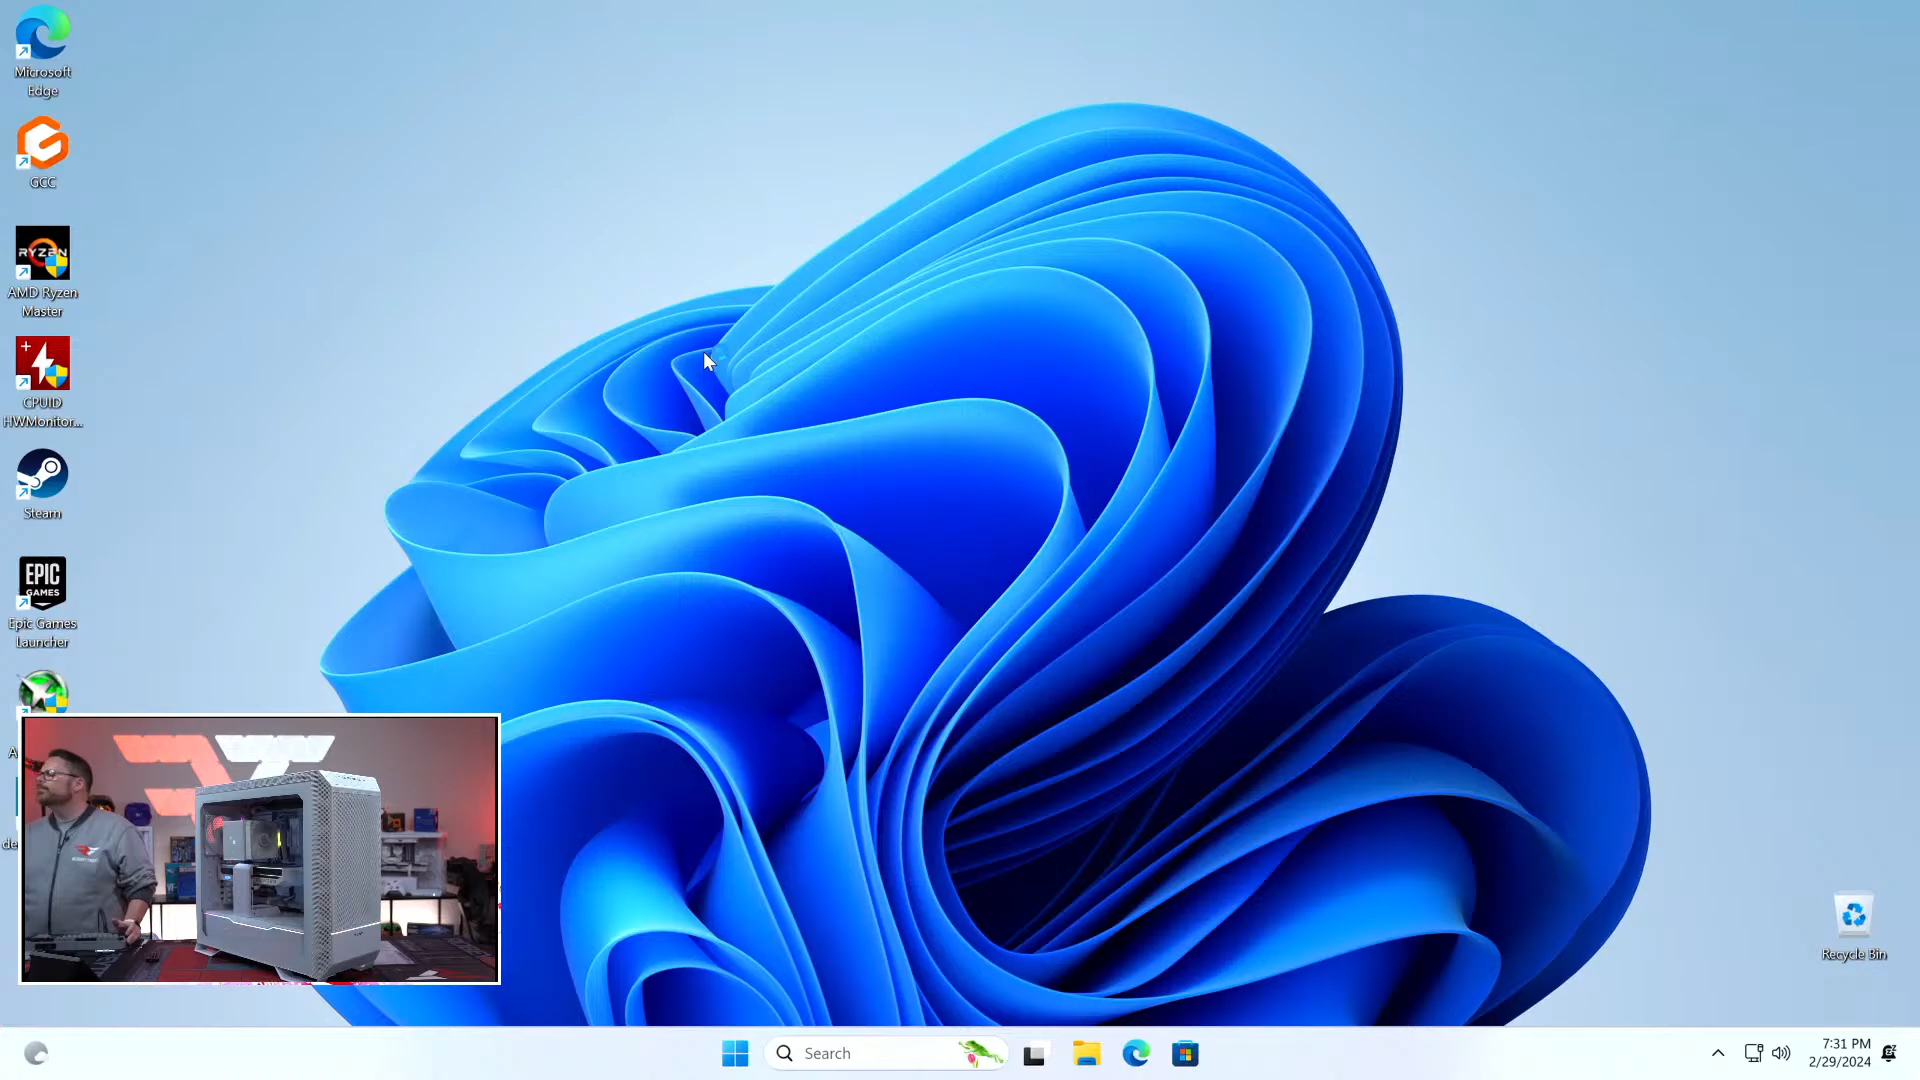 Microsoft
Edge
GCC
RYZEN
AMD Ryzen
Master
CPUID
HWMonitor...
Steam
EPIC
GAMES
Epic Games
Launcher
A
de
Recycle Bin
Search
7:31 PM
2/29/2024